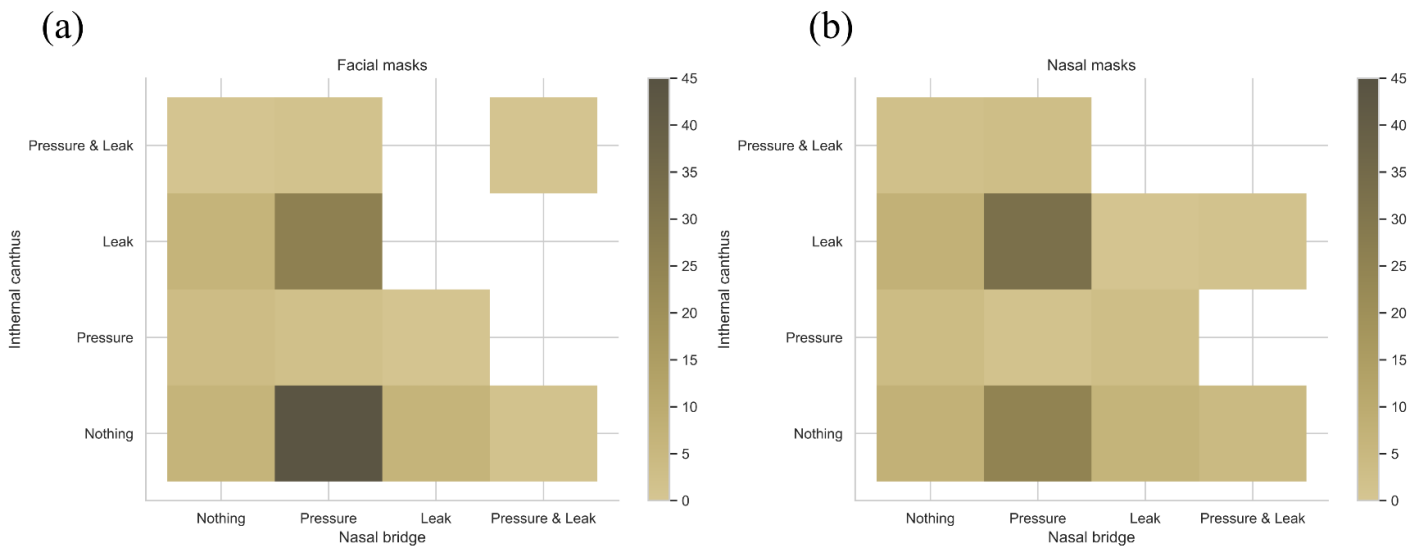 (a)
Facial masks
Inthernal canthus
Pressure & Leak
Leak
Pressure
Nothing
Nothing
Pressure
Leak
Pressure & Leak
Nasal bridge
45
40
35
30
25
20
15
10
5
0
(b)
Nasal masks
Inthernal canthus
Pressure & Leak
Leak
Pressure
Nothing
Nothing
Pressure
Leak
Pressure & Leak
Nasal bridge
45
40
35
30
25
20
15
10
5
0